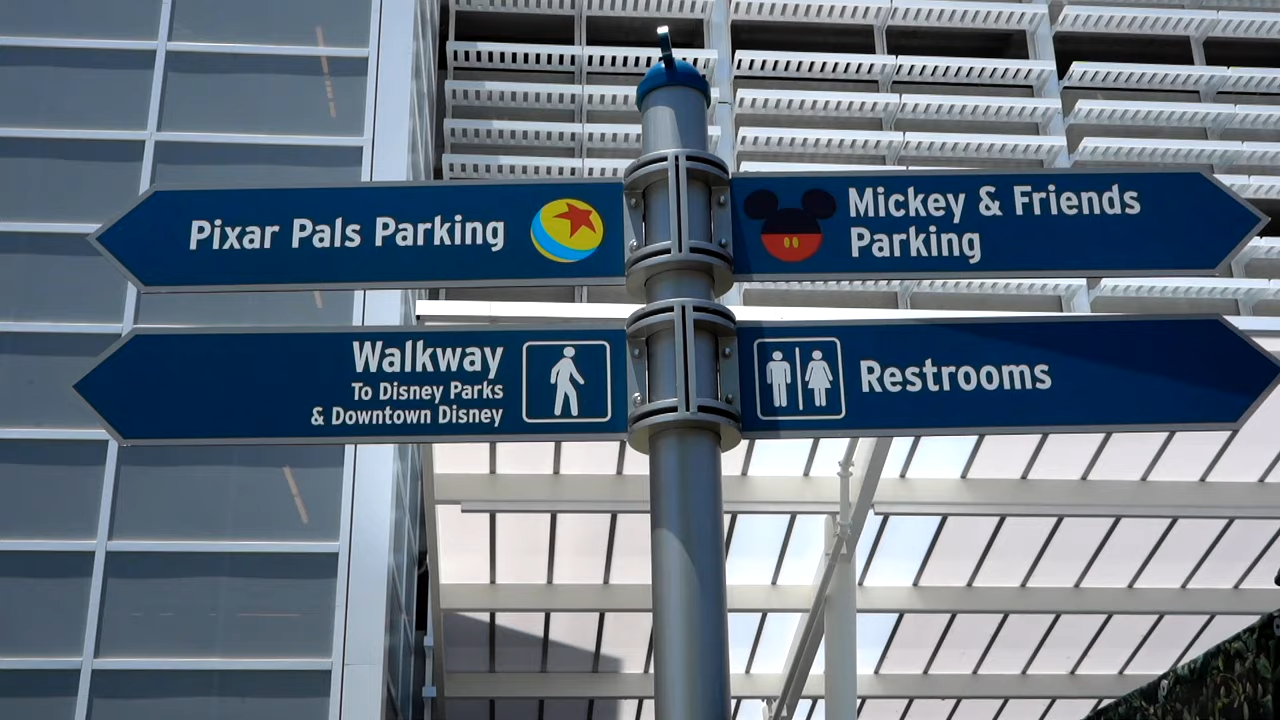 Pixar Pals Parking
Mickey & Friends
Parking
Walkway
To Disney Parks
& Downtown Disney
Restrooms